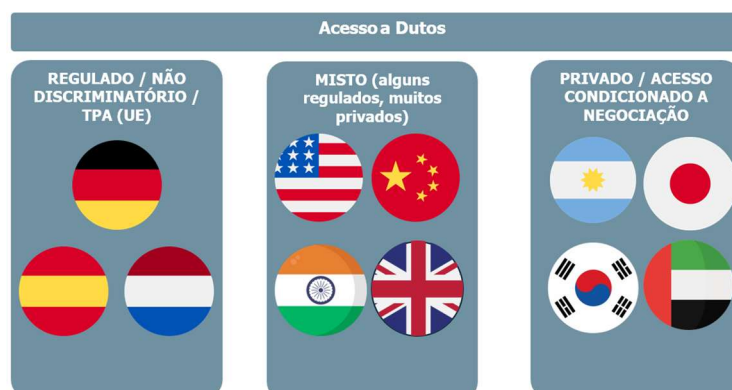 Acesso a Dutos
REGULADO / NÃO
DISCRIMINATÓRIO /
TPA (UE)
MISTO (alguns
regulados, muitos
privados)
PRIVADO / ACESSO
CONDICIONADO A
NEGOCIAÇÃO